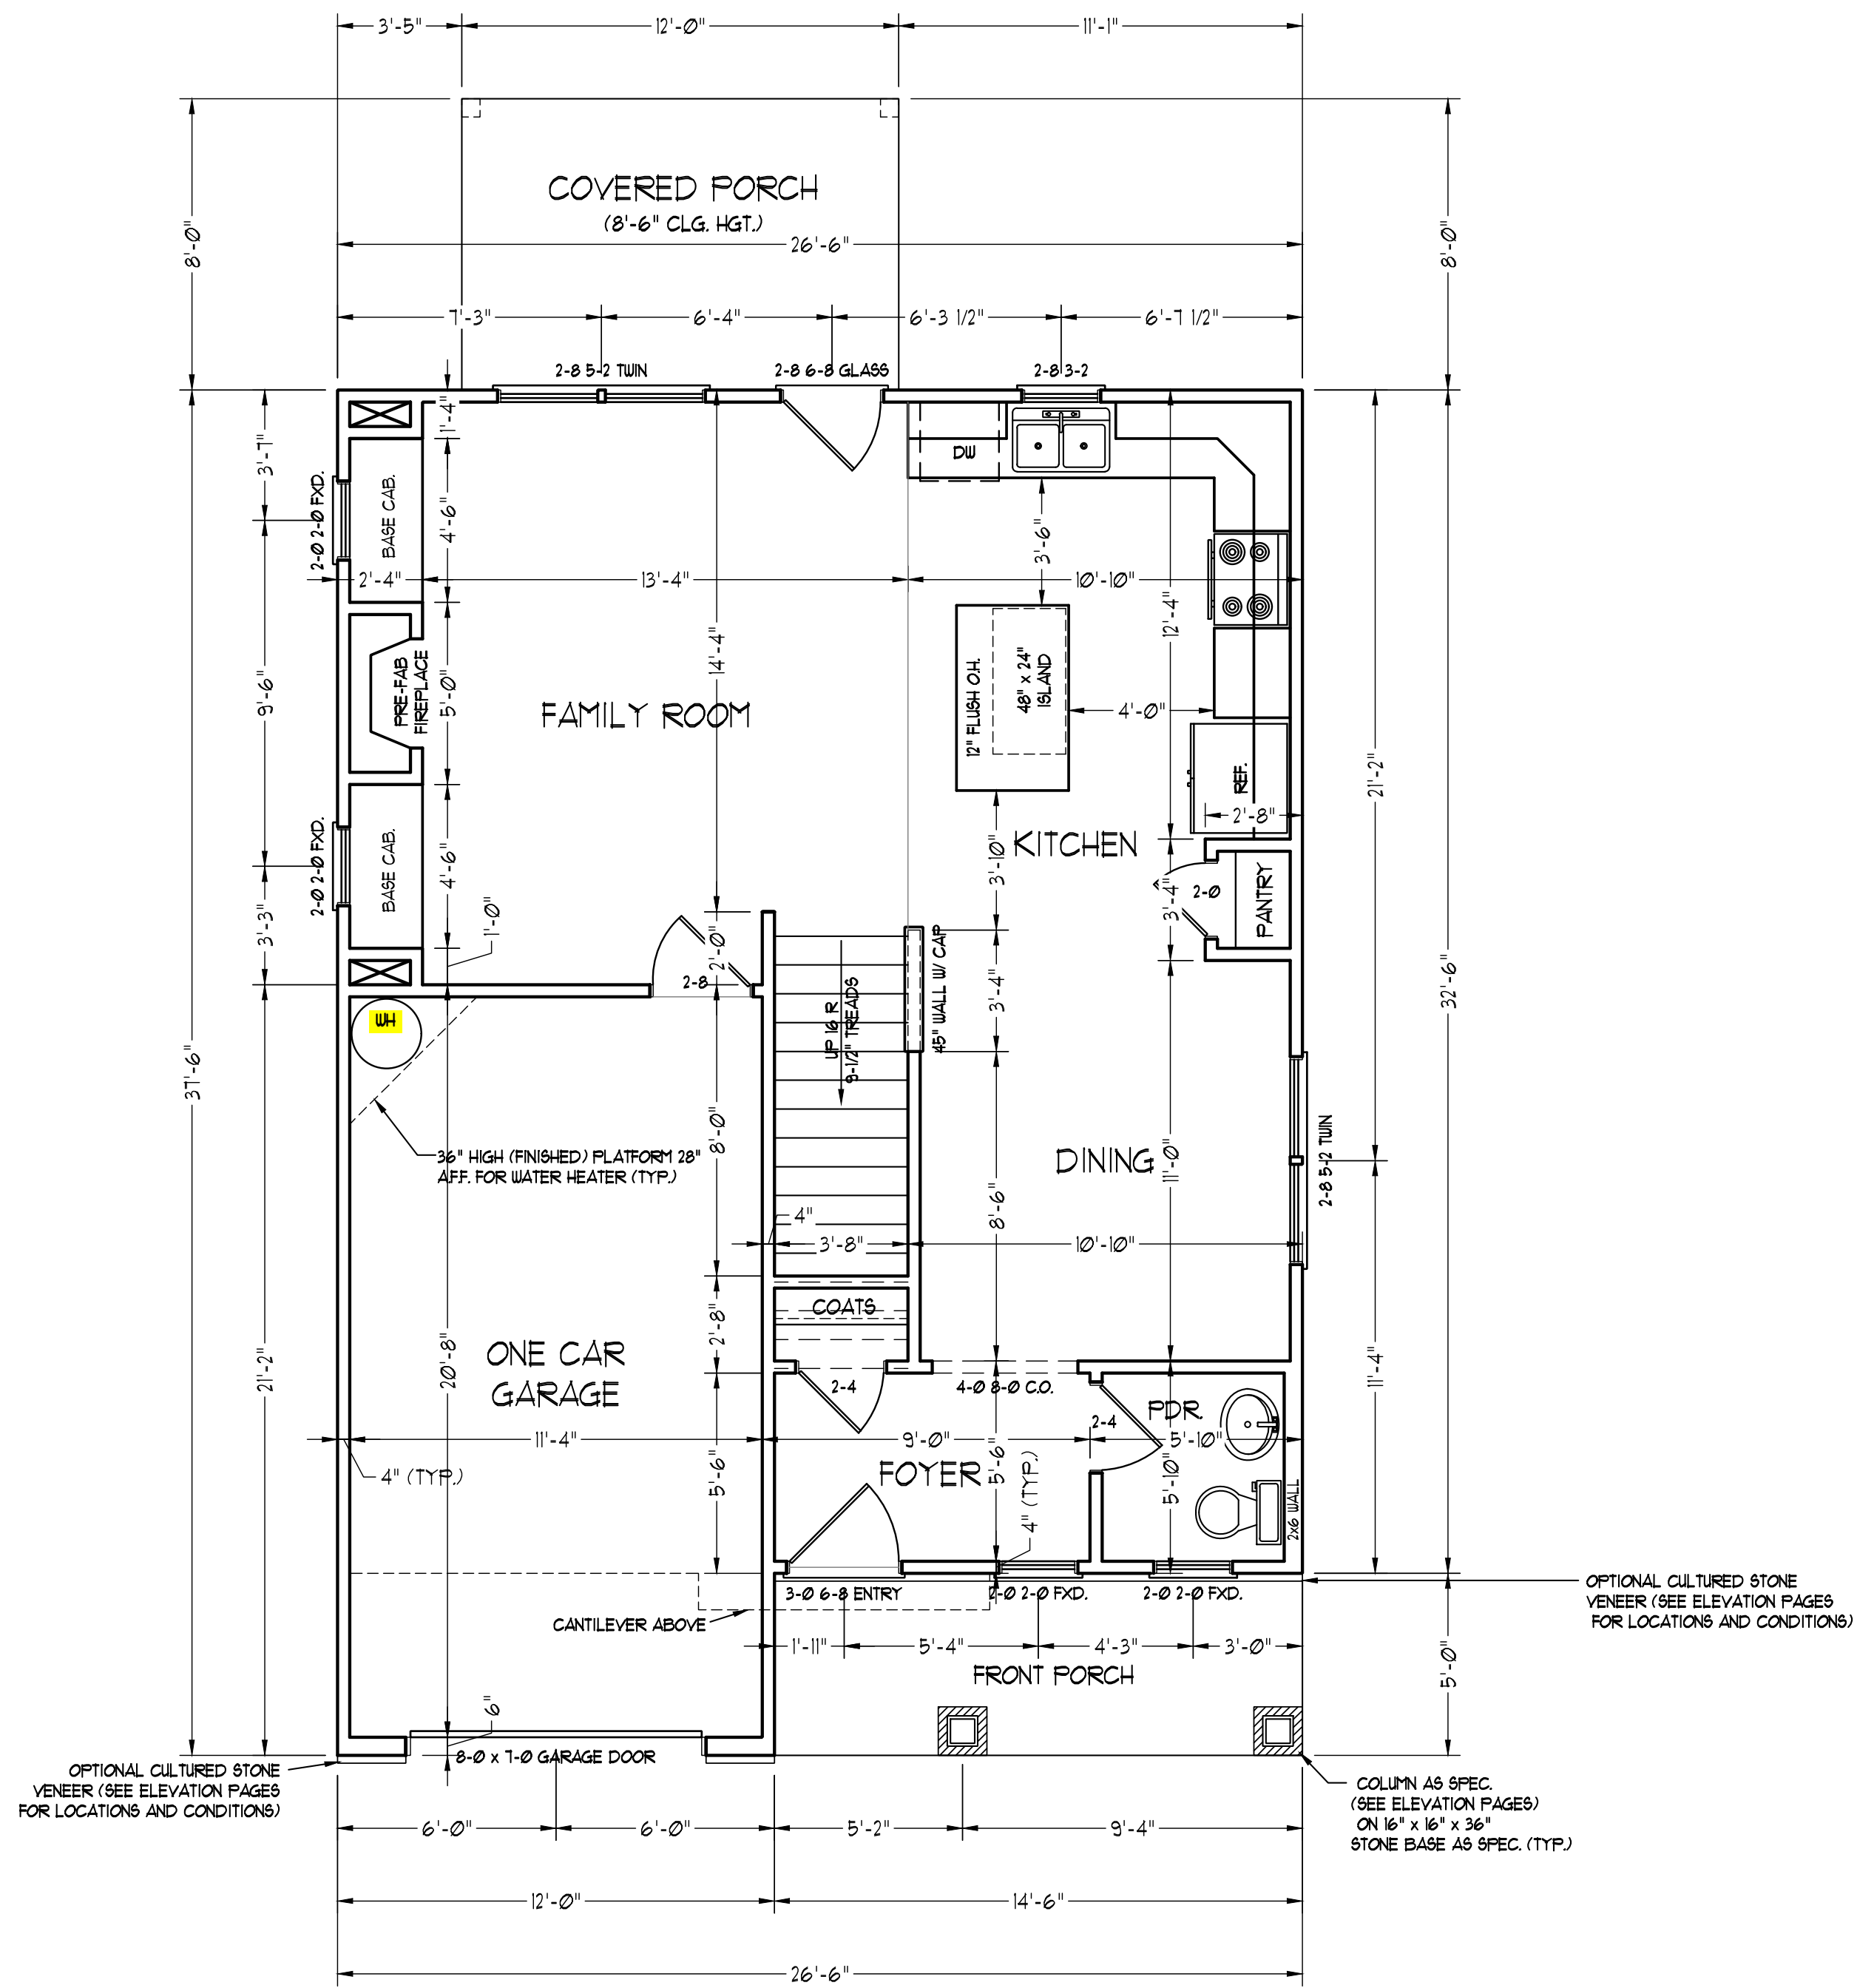 3'-5"
12'-0"
11'-1"
8'-0"
COVERED PORCH
(8'-6" CLG. HGT.)
26'-6"
8'-0"
7'-3"
6'-4"
6'-3 1/2"
6'-7 1/2"
2-8 5-2 TWIN
2-8 6-8 GLASS
2-8 3-2
1'-4"
3'-7"
2-0 2-0 FXD.
BASE CAB.
4'-6"
DW
3'-6"
2'-4"
13'-4"
10'-10"
12'-4"
14'-4"
9'-6"
PRE-FAB
FIREPLACE
5'-0"
FAMILY ROOM
12" FLUSH O.H.
48" x 24"
ISLAND
4'-0"
REF.
2'-8"
21'-2"
KITCHEN
3'-10"
2-0 2-0 FXD.
BASE CAB.
4'-6"
3'-3"
1'-0"
2'-0"
2-8
3'-4"
2-0
PANTRY
UP 16 R
9-1/2" TREADS
3'-4"
45" WALL W/ CAP
32'-6"
37'-6"
WH
36" HIGH (FINISHED) PLATFORM 28"
A.F.F. FOR WATER HEATER (TYP.)
8'-0"
DINING
11'-0"
2-8 5-2 TWIN
8'-6"
4"
3'-8"
10'-10"
COATS
2'-8"
ONE CAR
GARAGE
20'-8"
21'-2"
11'-4"
2-4
4-0 8-0 C.O.
2-4
PDR.
11'-4"
9'-0"
5'-10"
4" (TYP.)
5'-6"
FOYER
5'-6"
4" (TYP.)
5'-10"
2x6 WALL
3-0 6-8 ENTRY
2-0 2-0 FXD.
2-0 2-0 FXD.
OPTIONAL CULTURED STONE
VENEER (SEE ELEVATION PAGES
FOR LOCATIONS AND CONDITIONS)
CANTILEVER ABOVE
1'-11"
5'-4"
4'-3"
3'-0"
FRONT PORCH
5'-0"
6"
8-0 x 7-0 GARAGE DOOR
OPTIONAL CULTURED STONE
VENEER (SEE ELEVATION PAGES
FOR LOCATIONS AND CONDITIONS)
COLUMN AS SPEC.
(SEE ELEVATION PAGES)
ON 16" x 16" x 36"
STONE BASE AS SPEC. (TYP.)
6'-0"
6'-0"
5'-2"
9'-4"
12'-0"
14'-6"
26'-6"